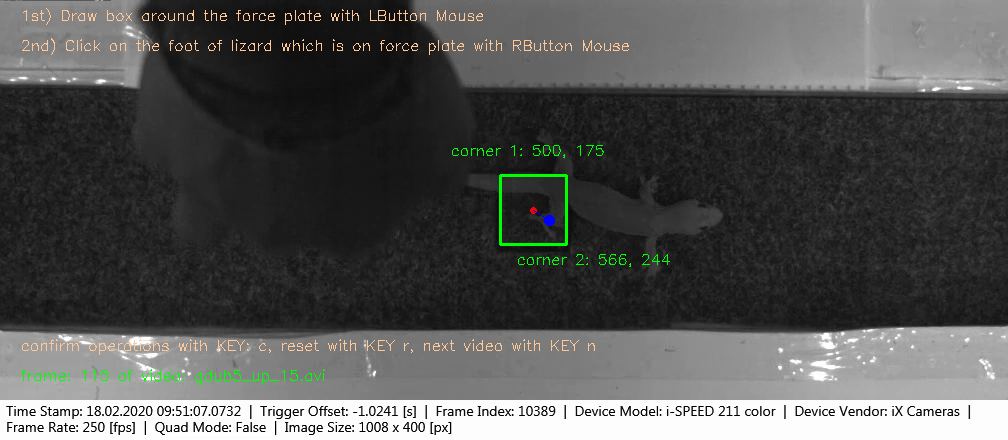 1st) Draw box around the force plate with LButton Mouse
2nd) Click on the foot of lizard which is on force plate with RButton Mouse
corner 1: 500, 175
corner 2: 566, 244
confirm operations with KEY: c, reset with KEY r, next video with KEY n
frame: 115 of video:
Time Stamp: 18.02.2020 09:51:07.0732 | Trigger Offset: -1.0241 [s] | Frame Index: 10389 | Device Model: i-SPEED 211 color | Device Vendor: iX Cameras |
Frame Rate: 250 [fps] | Quad Mode: False | Image Size: 1008 x 400 [px]